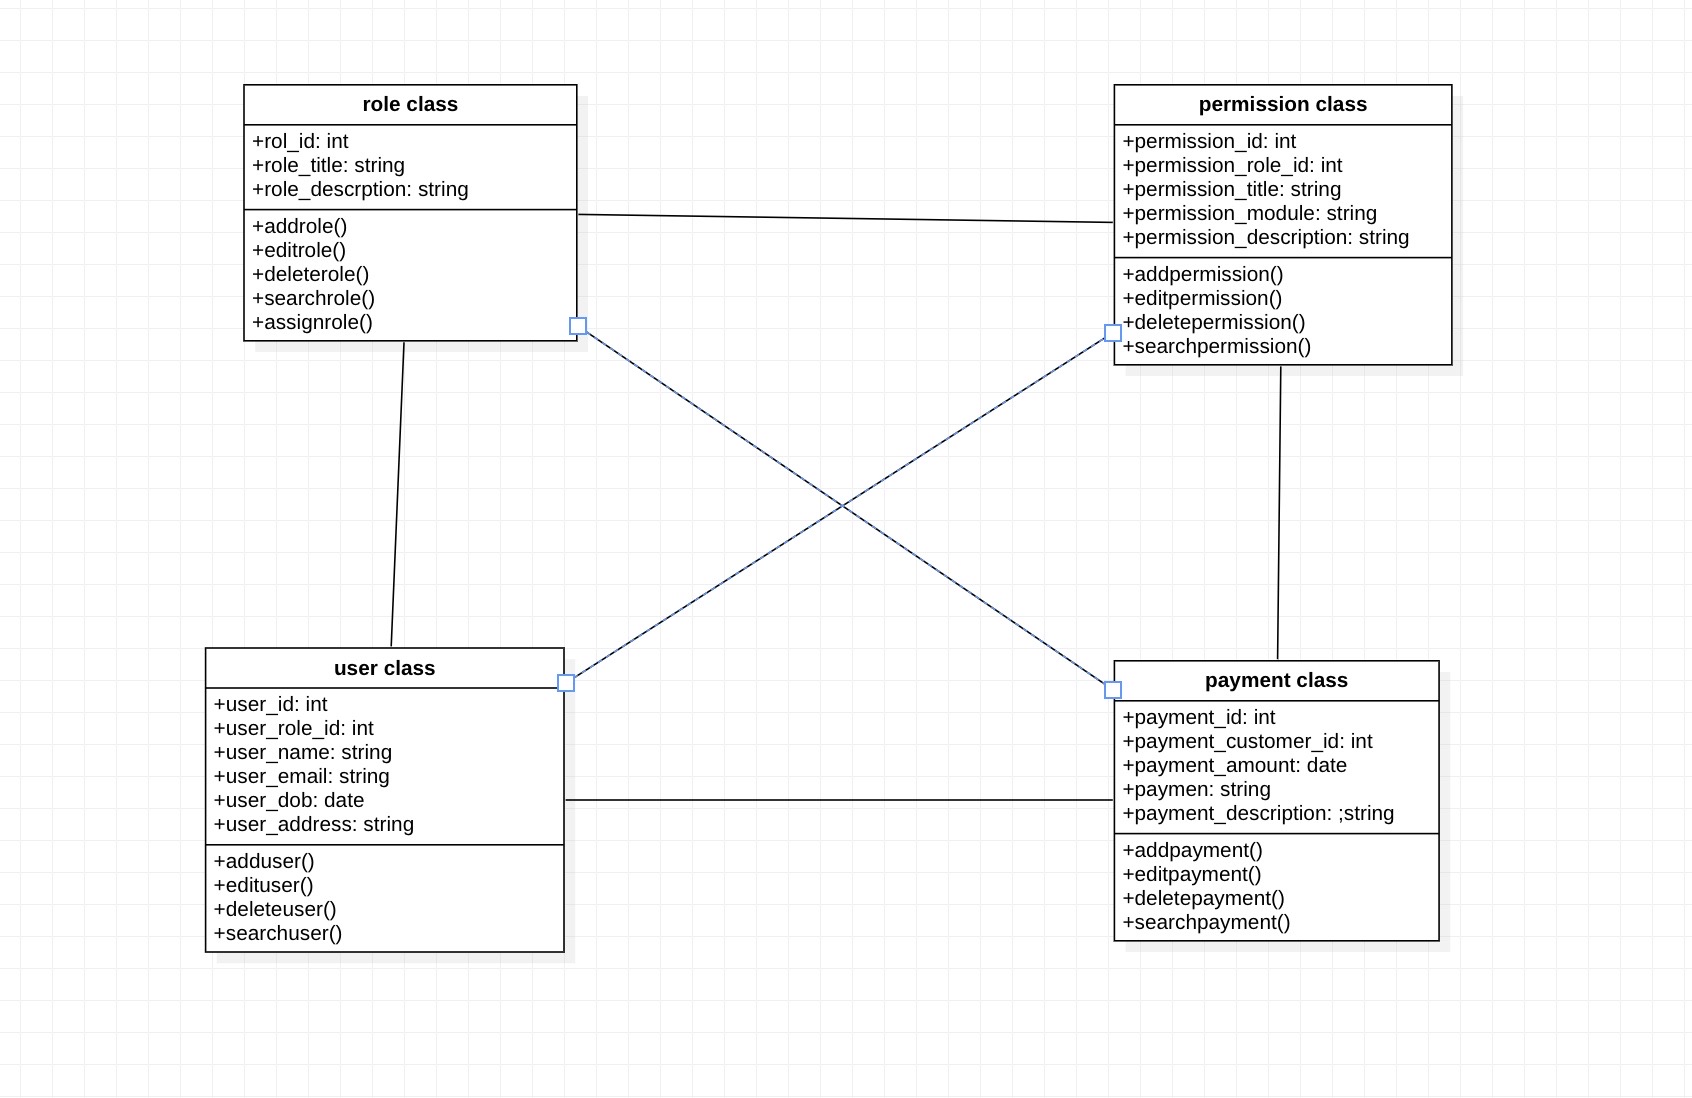 role class
+rol_id: int
+role_title: string
+role_descrption: string
+addrole()
+editrole()
+deleterole()
+searchrole()
+assignrole()
permission class
+permission_id: int
+permission_role_id: int
+permission_title: string
+permission_module: string
+permission_description: string
+addpermission()
+editpermission()
+deletepermission()
+searchpermission()
user class
+user_id: int
+user_role_id: int
+user_name: string
+user_email: string
+user_dob: date
+user_address: string
+adduser()
+edituser()
+deleteuser()
+searchuser()
payment class
+payment_id: int
+payment_customer_id: int
+payment_amount: date
+paymen: string
+payment_description: ;string
+addpayment()
+editpayment()
+deletepayment()
+searchpayment()